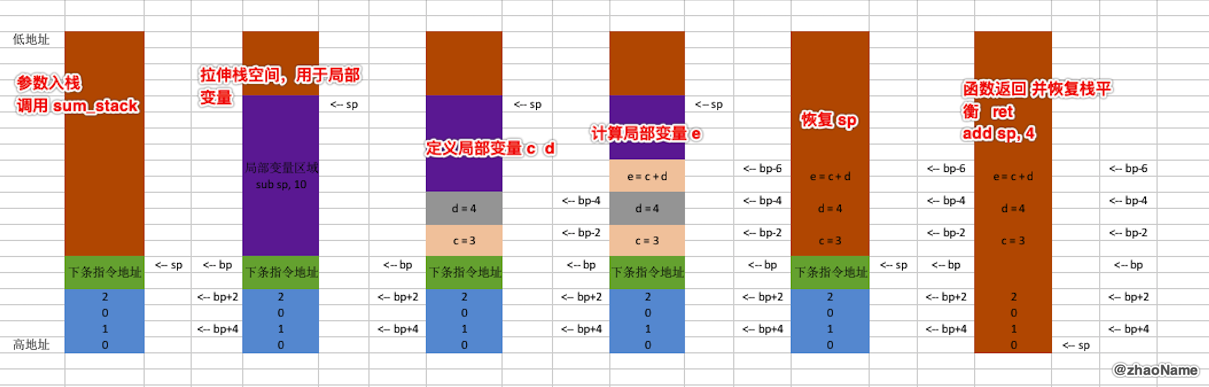 低地址
参数入栈
调用 sum_stack
下条指令地址
<-- sp
2
0
1
0
高地址
拉伸栈空间，用于局部
变量
<-- sp
局部变量区域
sub sp, 10
<-- bp
下条指令地址
<-- bp+2
2
0
<-- bp+4
1
0
<-- sp
定义局部变量 c d
d = 4
<-- bp-4
c = 3
<-- bp-2
<-- bp
下条指令地址
<-- bp+2
2
0
<-- bp+4
1
0
计算局部变量 e
<-- sp
e = c + d
<-- bp-6
d = 4
<-- bp-4
c = 3
<-- bp-2
<-- bp
下条指令地址
<-- bp+2
2
0
<-- bp+4
1
0
恢复 sp
e = c + d
<-- bp-6
d = 4
<-- bp-4
c = 3
<-- bp-2
<-- bp
下条指令地址
<-- sp
<-- bp+2
2
0
<-- bp+4
1
0
函数返回 并恢复栈平
衡 ret
add sp, 4
e = c + d
<-- bp-6
d = 4
<-- bp-4
c = 3
<-- bp-2
<-- bp
<-- bp
<-- bp+2
2
<-- bp+2
0
<-- bp+4
1
<-- bp+4
0
<-- sp
@zhaoName